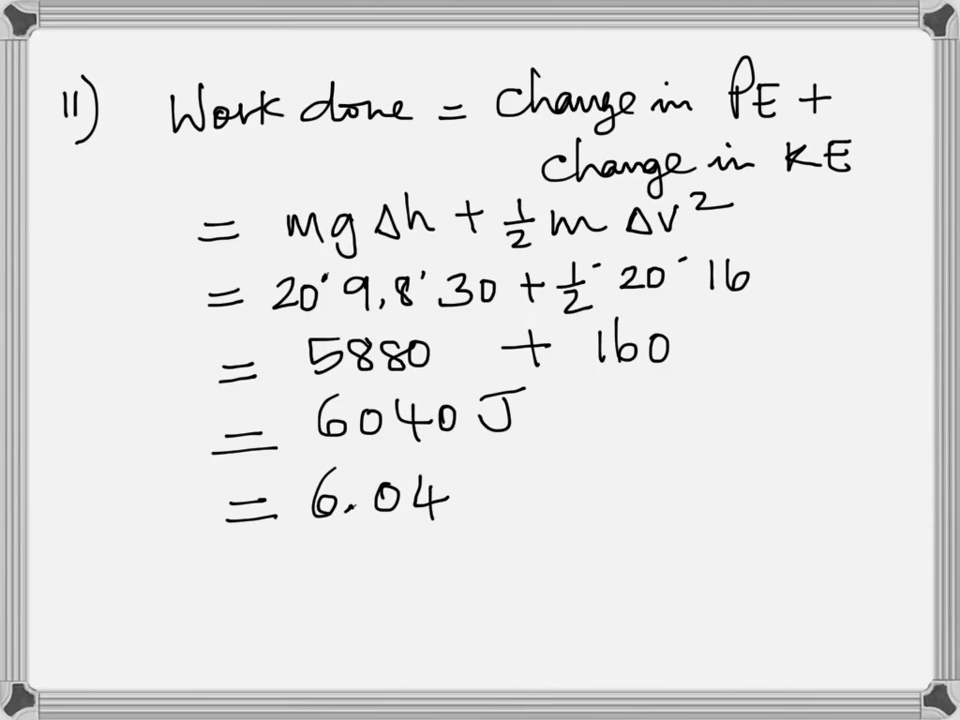 11) Work done = change in PE +
change in KE
= mg Δh + 1/2 m Δv²
= 20 · 9.8 · 30 + 1/2 · 20 · 16
= 5880 + 160
= 6040 J
= 6.04